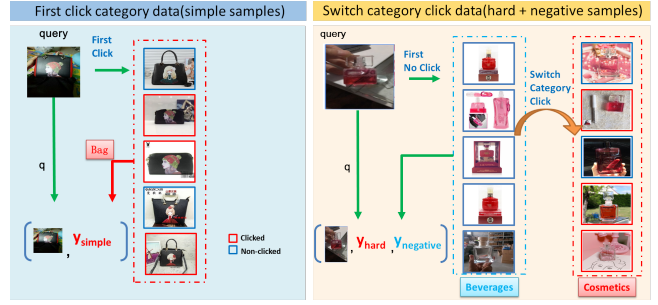 First click category data(simple samples)
Switch category click data(hard + negative samples)
query
First
Click
Bag
q
, y simple
Clicked
Non-clicked
query
First
No Click
Switch
Category
Click
q
, y hard , y negative
Beverages
Cosmetics